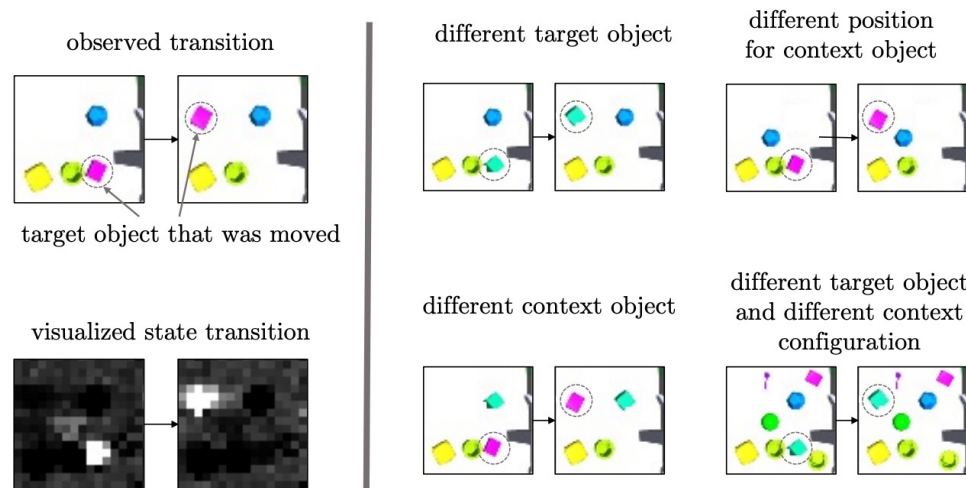 observed transition
target object that was moved
visualized state transition
different target object
different position
for context object
different context object
different target object
and different context
configuration